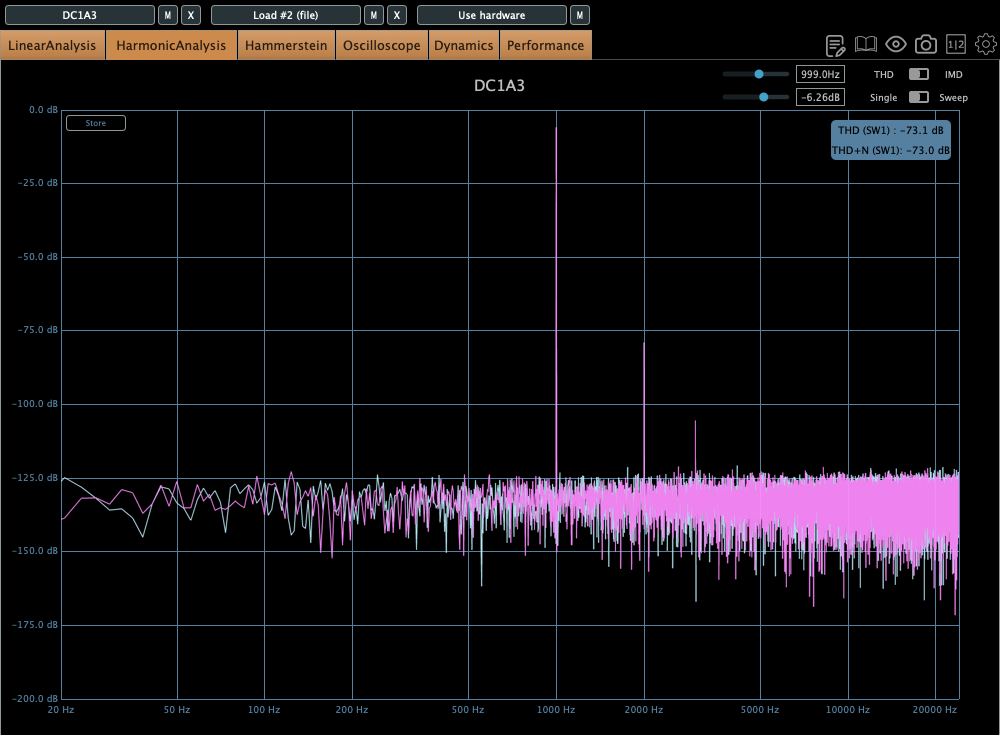 DC1A3 M X Load #2 (file) M X Use hardware M
LinearAnalysis HarmonicAnalysis Hammerstein Oscilloscope Dynamics Performance
1|2
999.0Hz THD IMD
DC1A3
-6.26dB Single Sweep
0.0 dB
Store
THD (SW1) : -73.1 dB
THD+N (SW1): -73.0 dB
-25.0 dB
-50.0 dB
-75.0 dB
-100.0 dB
-125.0 dB
-150.0 dB
-175.0 dB
-200.0 dB
20 Hz 50 Hz 100 Hz 200 Hz 500 Hz 1000 Hz 2000 Hz 5000 Hz 10000 Hz 20000 Hz